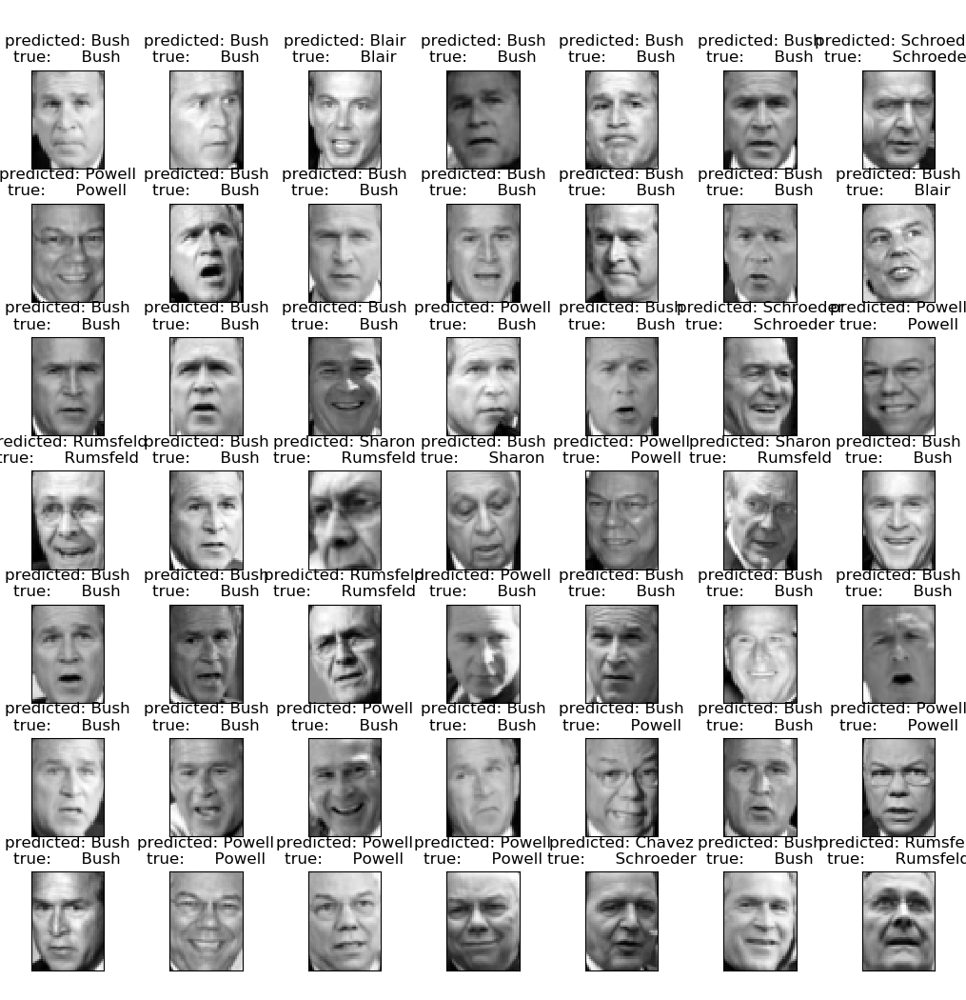 predicted: Bush
true: Bush
predicted: Bush
true: Bush
predicted: Blair
true: Blair
predicted: Bush
true: Bush
predicted: Bush
true: Bush
predicted: Bush
true: Bush
predicted: Schroed
true: Schroede
predicted: Powell
true: Powell
predicted: Bush
true: Bush
predicted: Bush
true: Bush
predicted: Bush
true: Bush
predicted: Bush
true: Bush
predicted: Bush
true: Bush
predicted: Bush
true: Blair
predicted: Bush
true: Bush
predicted: Bush
true: Bush
predicted: Bush
true: Bush
predicted: Powell
true: Bush
predicted: Bush
true: Bush
predicted: Schroeder
true: Schroeder
predicted: Powell
true: Powell
redicted: Rumsfeld
true: Rumsfeld
predicted: Bush
true: Bush
predicted: Sharon
true: Rumsfeld
predicted: Bush
true: Sharon
predicted: Powell
true: Powell
predicted: Sharon
true: Rumsfeld
predicted: Bush
true: Bush
predicted: Bush
true: Bush
predicted: Bush
true: Bush
predicted: Rumsfeld
true: Rumsfeld
predicted: Powell
true: Bush
predicted: Bush
true: Bush
predicted: Bush
true: Bush
predicted: Bush
true: Bush
predicted: Bush
true: Bush
predicted: Bush
true: Bush
predicted: Powell
true: Bush
predicted: Bush
true: Bush
predicted: Bush
true: Powell
predicted: Bush
true: Bush
predicted: Powell
true: Powell
predicted: Bush
true: Bush
predicted: Powell
true: Powell
predicted: Powell
true: Powell
predicted: Powell
true: Powell
predicted: Chavez
true: Schroeder
predicted: Bush
true: Bush
predicted: Rumsfe
true: Rumsfeld